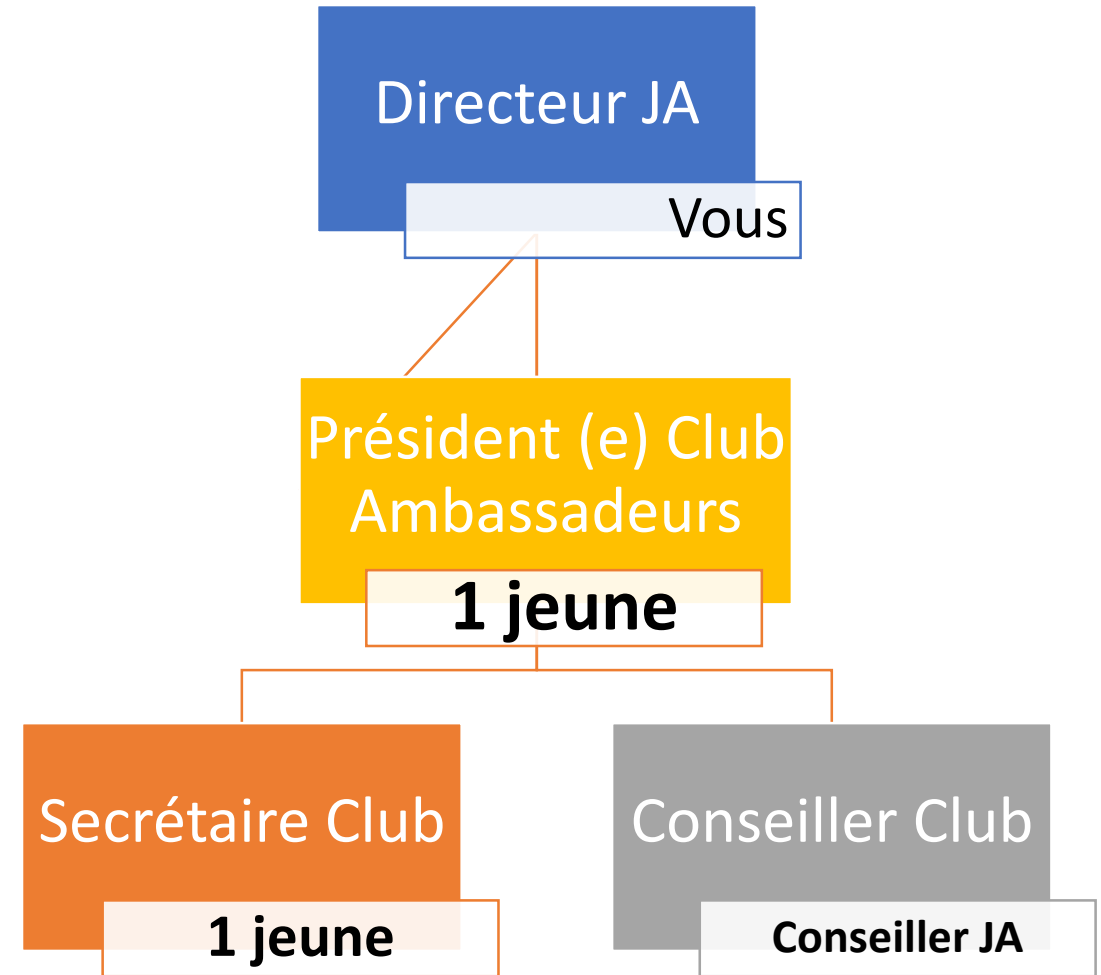 Directeur JA
Vous
Président (e) Club
Ambassadeurs
1 jeune
Secrétaire Club
1 jeune
Conseiller Club
Conseiller JA